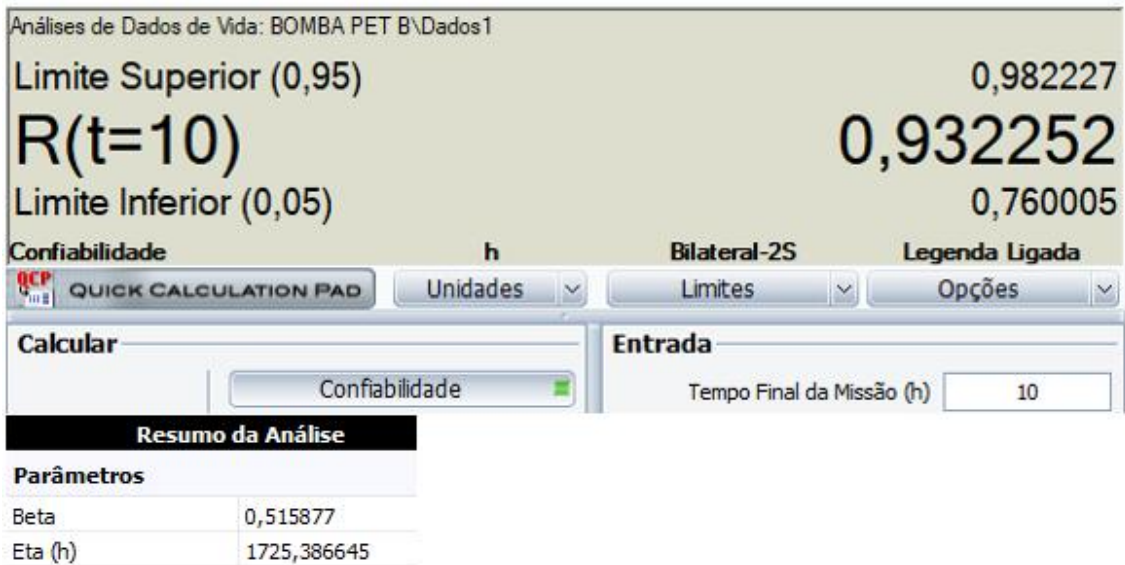 Análises de Dados de Vida: BOMBA PET B\Dados1
Limite Superior (0,95) 0,982227
R(t=10) 0,932252
Limite Inferior (0,05) 0,760005
Confiabilidade h Bilateral-2S Legenda Ligada
QCP QUICK CALCULATION PAD Unidades Limites Opções
Calcular Entrada
Confiabilidade Tempo Final da Missão (h) 10
Resumo da Análise
Parâmetros
Beta 0,515877
Eta (h) 1725,386645